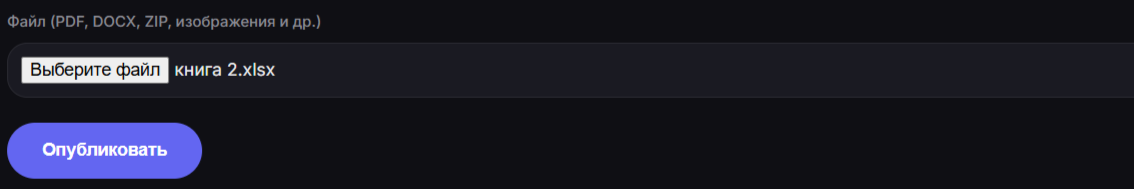 Файл (PDF, DOCX, ZIP, изображения и др.)
Выберите файл книга 2.xlsx
Опубликовать